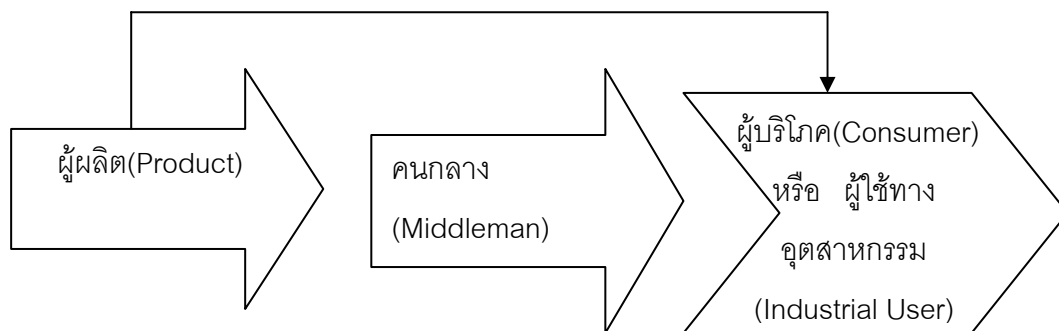 ผู้ผลิต(Product)
คนกลาง
(Middleman)
ผู้บริโภค(Consumer)
หรือ ผู้ใช้ทาง
อุตสาหกรรม
(Industrial User)